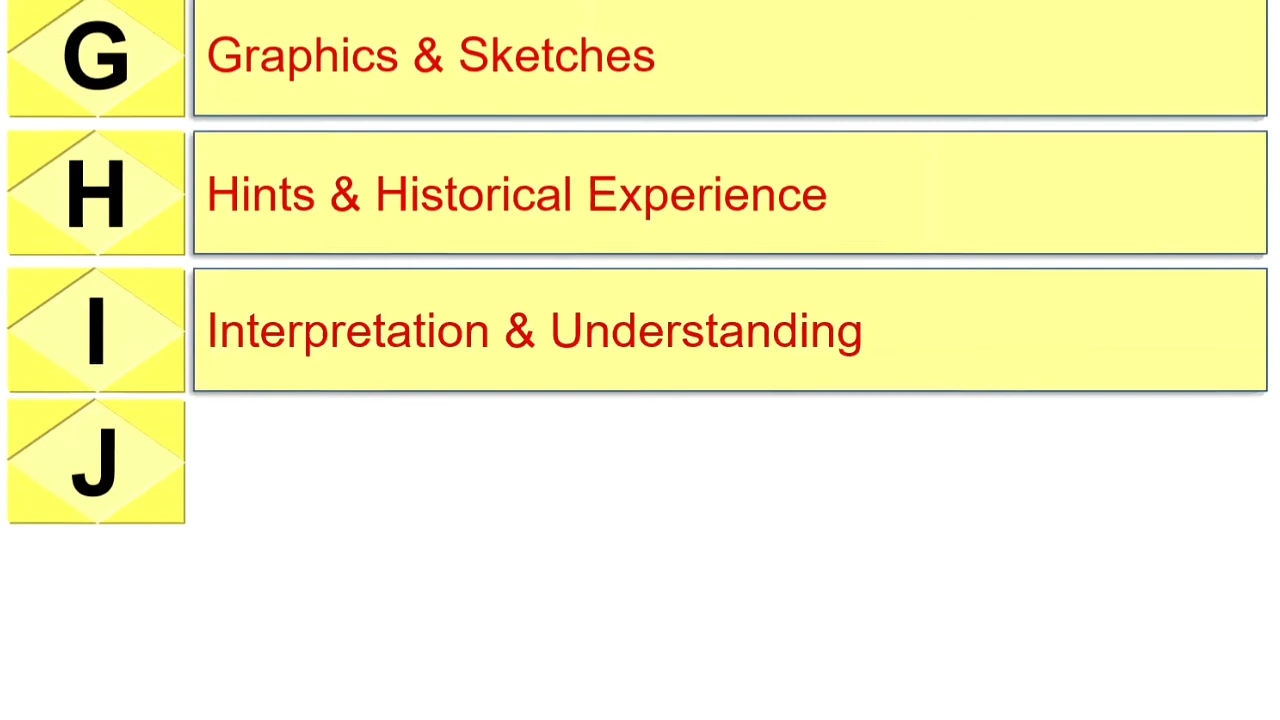 G Graphics & Sketches
H Hints & Historical Experience
I Interpretation & Understanding
J